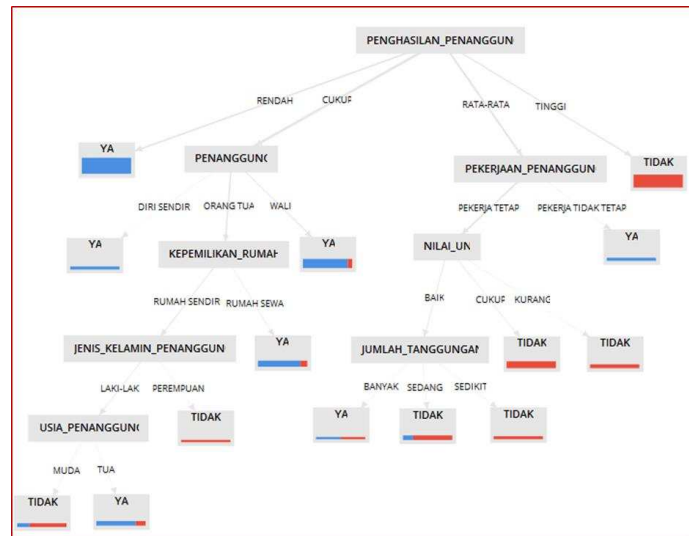 PENGHASILAN_PENANGGUN
RENDAH
CUKUP
RATA-RATA
TINGGI
YA
PENANGGUNG
PEKERJAAN_PENANGGUN
TIDAK
DIRI SENDIR
ORANG TUA
WALI
PEKERJA TETAP
PEKERJA TIDAK TETAP
YA
KEPEMILIKAN_RUMAH
YA
NILAI_UN
YA
RUMAH SENDIR
RUMAH SEWA
BAIK
CUKUP
KURANG
JENIS_KELAMIN_PENANGGUN
YA
JUMLAH_TANGGUNGAN
TIDAK
TIDAK
LAKI-LAK
PEREMPUAN
BANYAK
SEDANG
SEDIKIT
USIA_PENANGGUNG
TIDAK
YA
TIDAK
TIDAK
MUDA
TUA
TIDAK
YA